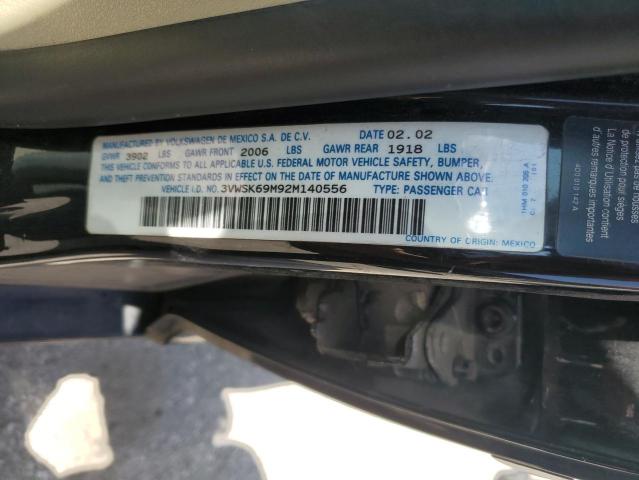 MANUFACTURED BY VOLKSWAGEN DE MEXICO S.A. DE C.V. DATE 02.02
GVWR 3902 LBS GAWR FRONT 2006 LBS GAWR REAR 1918 LBS
THIS VEHICLE CONFORMS TO ALL APPLICABLE U.S. FEDERAL MOTOR VEHICLE SAFETY, BUMPER,
AND THEFT PREVENTION STANDARDS IN EFFECT ON THE DATE OF MANUFACTURE SHOWN ABOVE.
VEHICLE I.D. NO. 3VWSK69M92M140556 TYPE: PASSENGER CAR
COUNTRY OF ORIGIN: MEXICO
1HM 010 305 A
La Notice d'Utilisation contient
d'autres remarques importantes
de protection pour sièges